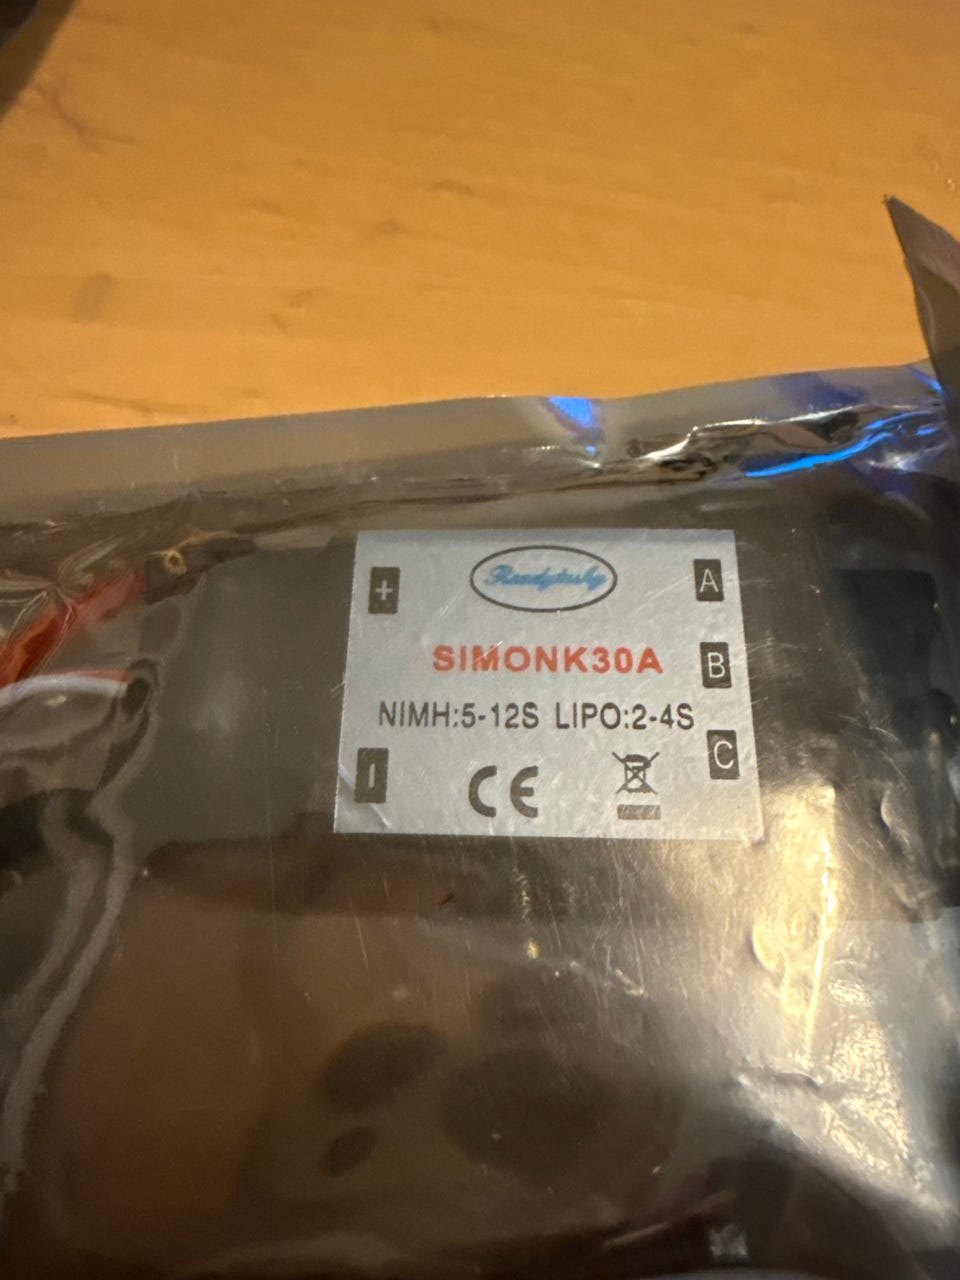 Readytosky
+
A
SIMONK30A
B
NIMH:5-12S LIPO:2-4S
-
CE
C